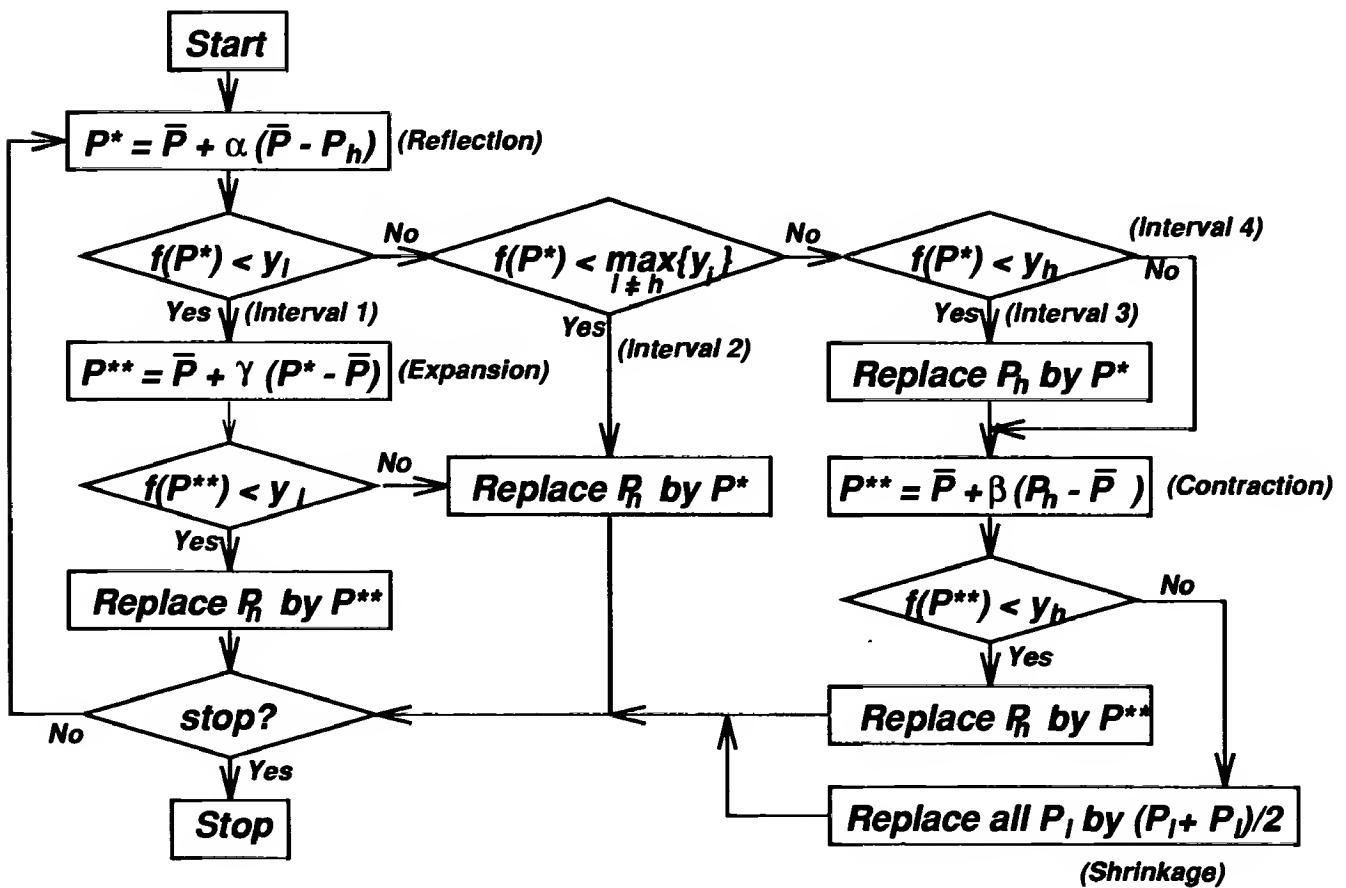 Start
P* = P̅ + α (P̅ - Pₕ) (Reflection)
f(P*) < yₗ
No
f(P*) < max{yᵢ}
i ≠ h
No
f(P*) < yₕ
(Interval 4)
No
Yes (Interval 1)
Yes
(Interval 2)
Yes (Interval 3)
P** = P̅ + γ (P* - P̅) (Expansion)
Replace Pₕ by P*
f(P**) < yₗ
No
Replace Pₕ by P*
P** = P̅ + β (Pₕ - P̅ ) (Contraction)
Yes
Replace Pₕ by P**
f(P**) < yₕ
No
Yes
stop?
No
Replace Pₕ by P**
Yes
Stop
Replace all Pᵢ by (Pᵢ + Pₗ)/2
(Shrinkage)